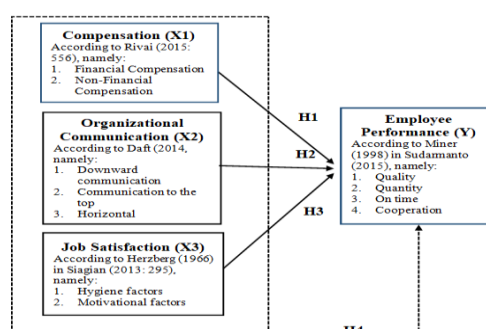 Compensation (X1)
According to Rivai (2015:
556), namely:
1. Financial Compensation
2. Non-Financial
Compensation
Organizational
Communication (X2)
According to Daft (2014,
namely:
1. Downward
communication
2. Communication to the
top
3. Horizontal
Job Satisfaction (X3)
According to Herzberg (1966)
in Siagian (2013: 295),
namely:
1. Hygiene factors
2. Motivational factors
H1
H2
H3
Employee
Performance (Y)
According to Miner
(1998) in Sudarmanto
(2015), namely:
1. Quality
2. Quantity
3. On time
4. Cooperation